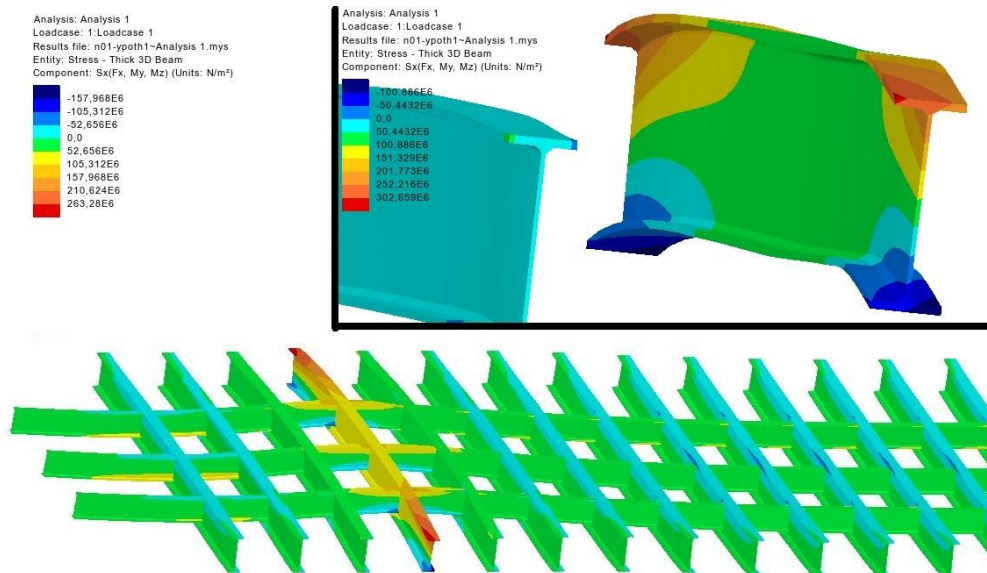 Analysis: Analysis 1
Loadcase: 1:Loadcase 1
Results file: n01-ypoth1~Analysis 1.mys
Entity: Stress - Thick 3D Beam
Component: Sx(Fx, My, Mz) (Units: N/m²)
-157,968E6
-105,312E6
-52,656E6
0,0
52,656E6
105,312E6
157,968E6
210,624E6
263,28E6
Analysis: Analysis 1
Loadcase: 1:Loadcase 1
Results file: n01-ypoth1~Analysis 1.mys
Entity: Stress - Thick 3D Beam
Component: Sx(Fx, My, Mz) (Units: N/m²)
-100,886E6
-50,4432E6
0,0
50,4432E6
100,886E6
151,329E6
201,773E6
252,216E6
302,659E6